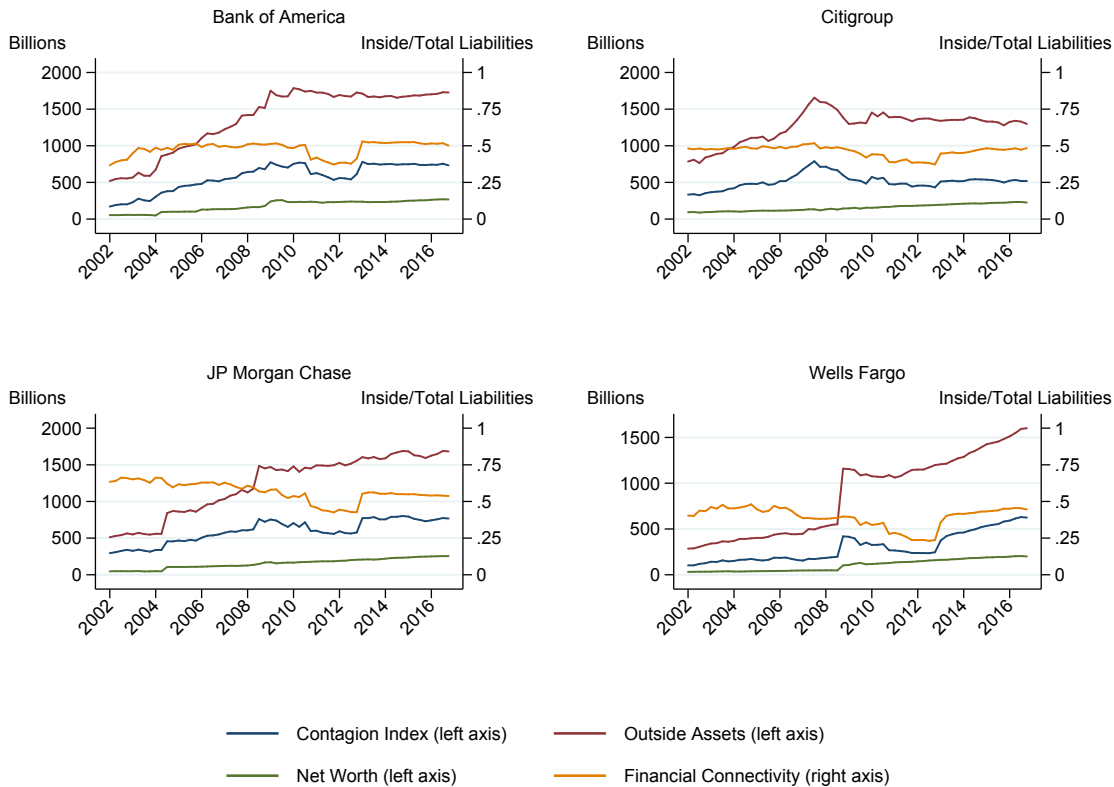 Bank of America
Billions Inside/Total Liabilities
2000 1
1500 .75
1000 .5
500 .25
0 0
2002 2004 2006 2008 2010 2012 2014 2016
Citigroup
Billions Inside/Total Liabilities
2000 1
1500 .75
1000 .5
500 .25
0 0
2002 2004 2006 2008 2010 2012 2014 2016
JP Morgan Chase
Billions Inside/Total Liabilities
2000 1
1500 .75
1000 .5
500 .25
0 0
2002 2004 2006 2008 2010 2012 2014 2016
Wells Fargo
Billions Inside/Total Liabilities
1
1500
.75
1000
.5
500
.25
0 0
2002 2004 2006 2008 2010 2012 2014 2016
Contagion Index (left axis) Outside Assets (left axis)
Net Worth (left axis) Financial Connectivity (right axis)